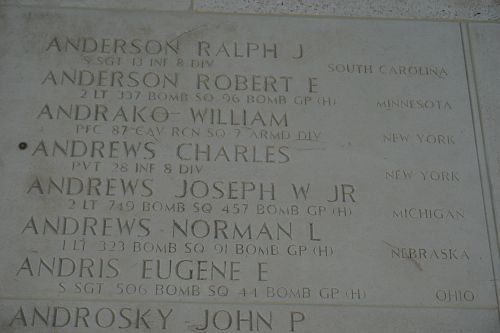 ANDERSON RALPH J
S SGT 13 INF 8 DIV SOUTH CAROLINA
ANDERSON ROBERT E
2 LT 337 BOMB SQ 96 BOMB GP (H) MINNESOTA
ANDRAKO WILLIAM
PFC 87 CAV RCN SQ 7 ARMD DIV NEW YORK
ANDREWS CHARLES
PVT 28 INF 8 DIV NEW YORK
ANDREWS JOSEPH W JR
2 LT 749 BOMB SQ 457 BOMB GP (H) MICHIGAN
ANDREWS NORMAN L
1 LT 323 BOMB SQ 91 BOMB GP (H) NEBRASKA
ANDRIS EUGENE E
S SGT 506 BOMB SQ 44 BOMB GP (H) OHIO
ANDROSKY JOHN P